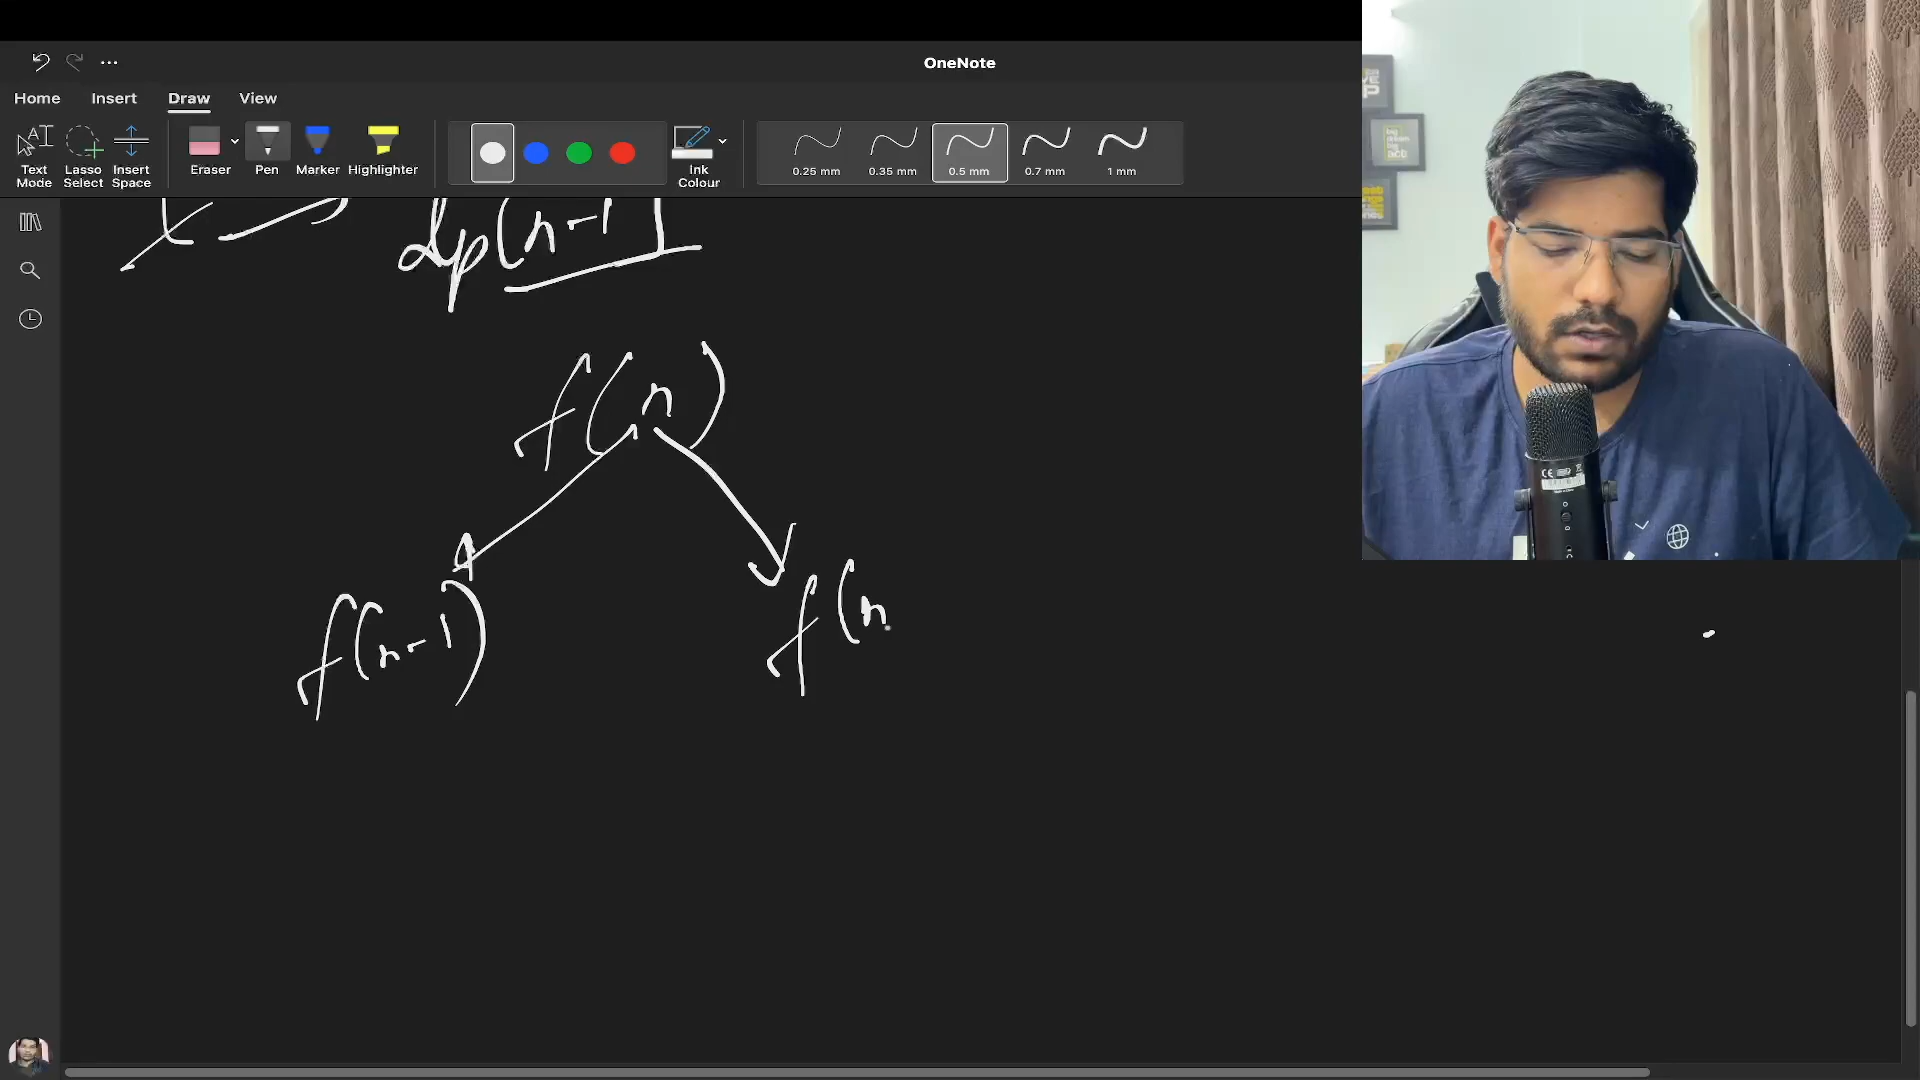 OneNote
Home Insert Draw View
Text Mode
Lasso Select
Insert Space
Eraser
Pen
Marker
Highlighter
Ink Colour
0.25 mm
0.35 mm
0.5 mm
0.7 mm
1 mm
dp[n-1]
f(n)
f(n-1)
f(n